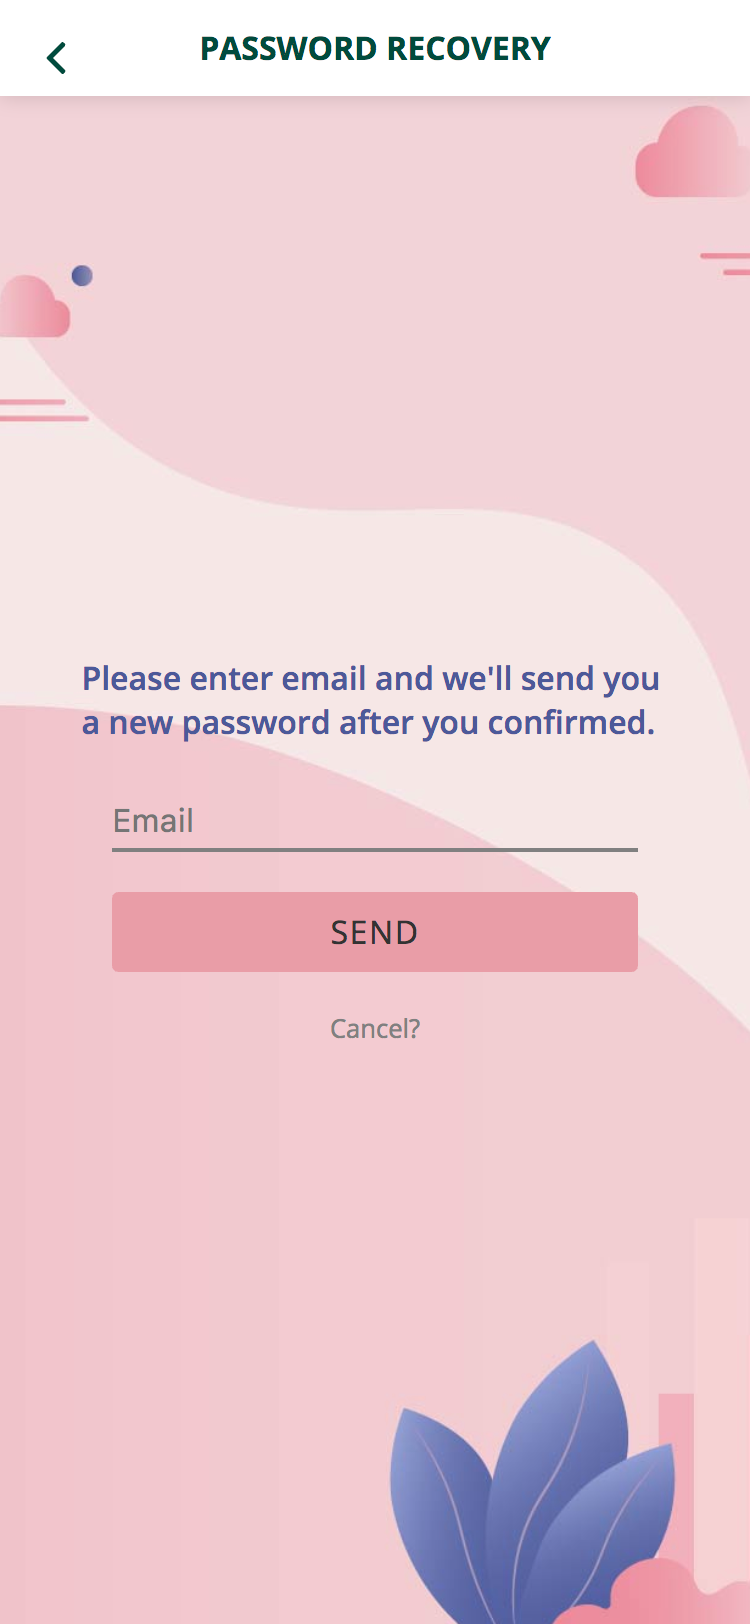 PASSWORD RECOVERY
Please enter email and we'll send you
a new password after you confirmed.
Email
SEND
Cancel?